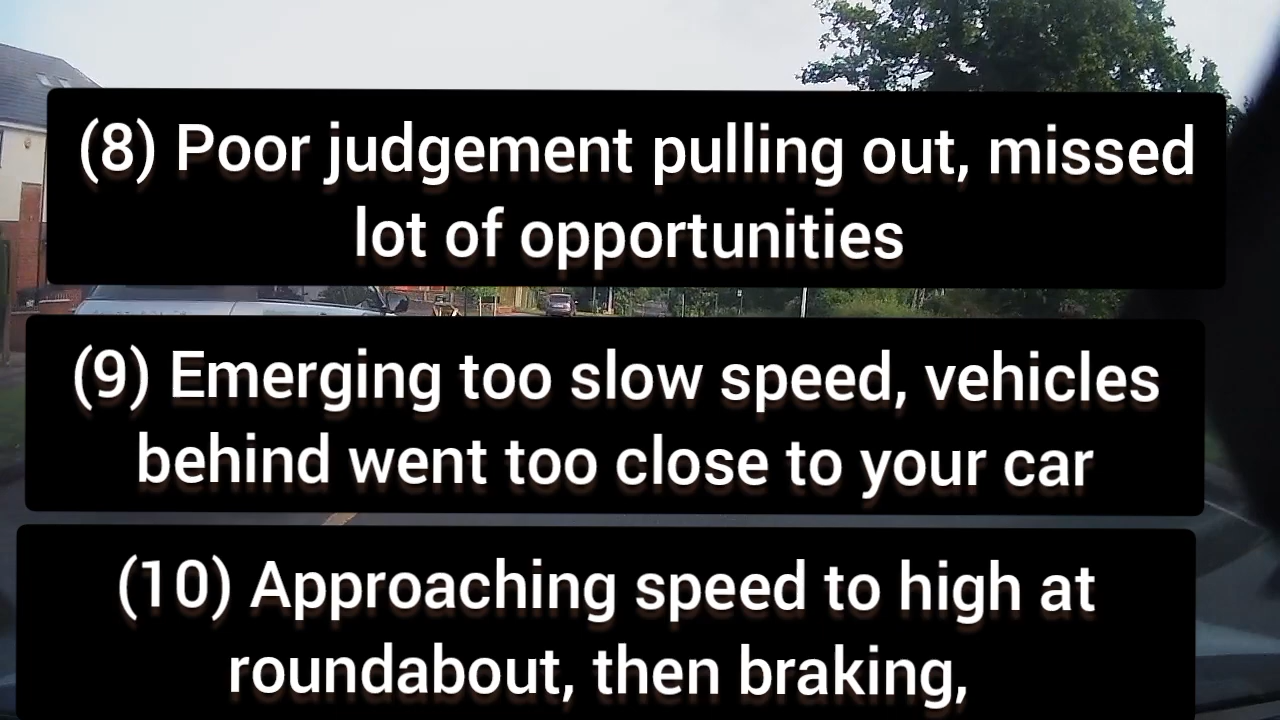 (8) Poor judgement pulling out, missed
lot of opportunities
(9) Emerging too slow speed, vehicles
behind went too close to your car
(10) Approaching speed to high at
roundabout, then braking,